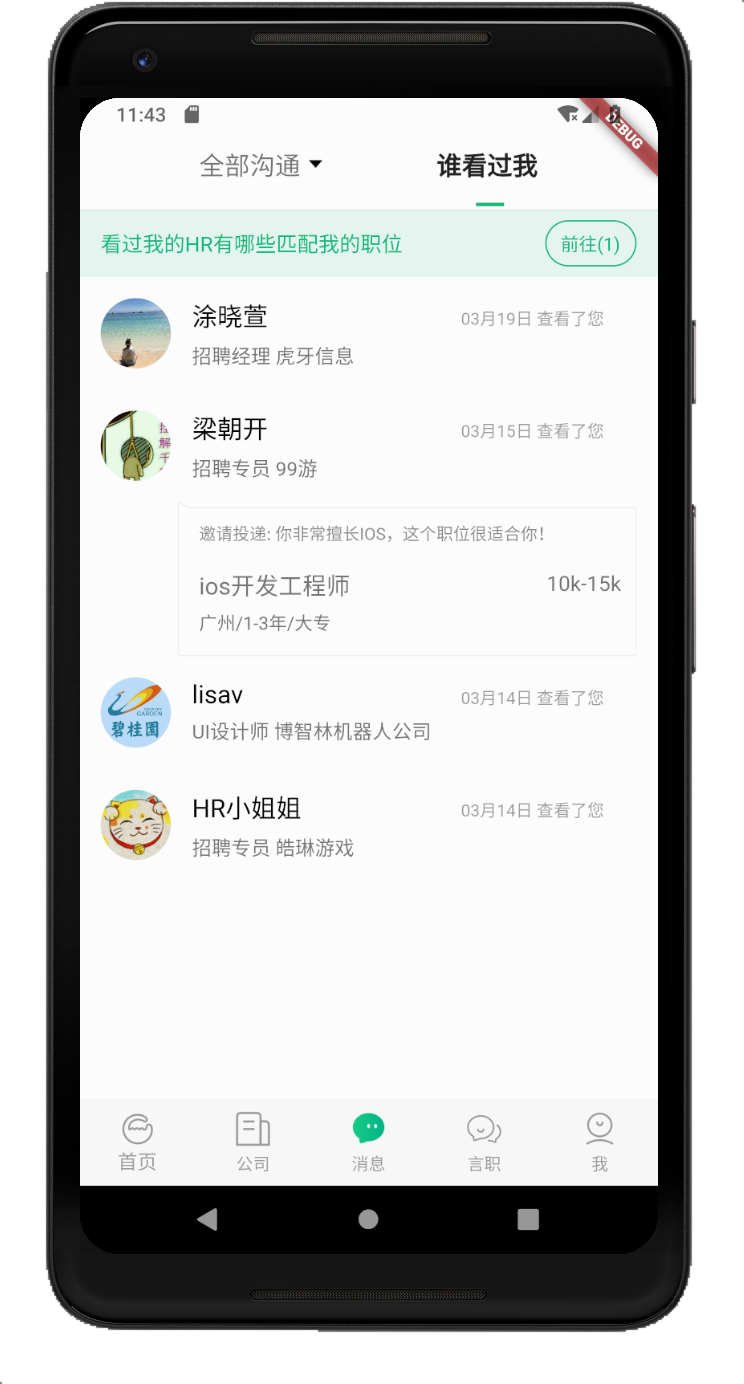 11:43
DEBUG
全部沟通 谁看过我
看过我的HR有哪些匹配我的职位 前往(1)
涂晓萱 03月19日 查看了您
招聘经理 虎牙信息
梁朝开 03月15日 查看了您
招聘专员 99游
邀请投递: 你非常擅长IOS，这个职位很适合你!
ios开发工程师 10k-15k
广州/1-3年/大专
碧桂園
lisav 03月14日 查看了您
UI设计师 博智林机器人公司
HR小姐姐 03月14日 查看了您
招聘专员 皓琳游戏
首页 公司 消息 言职 我